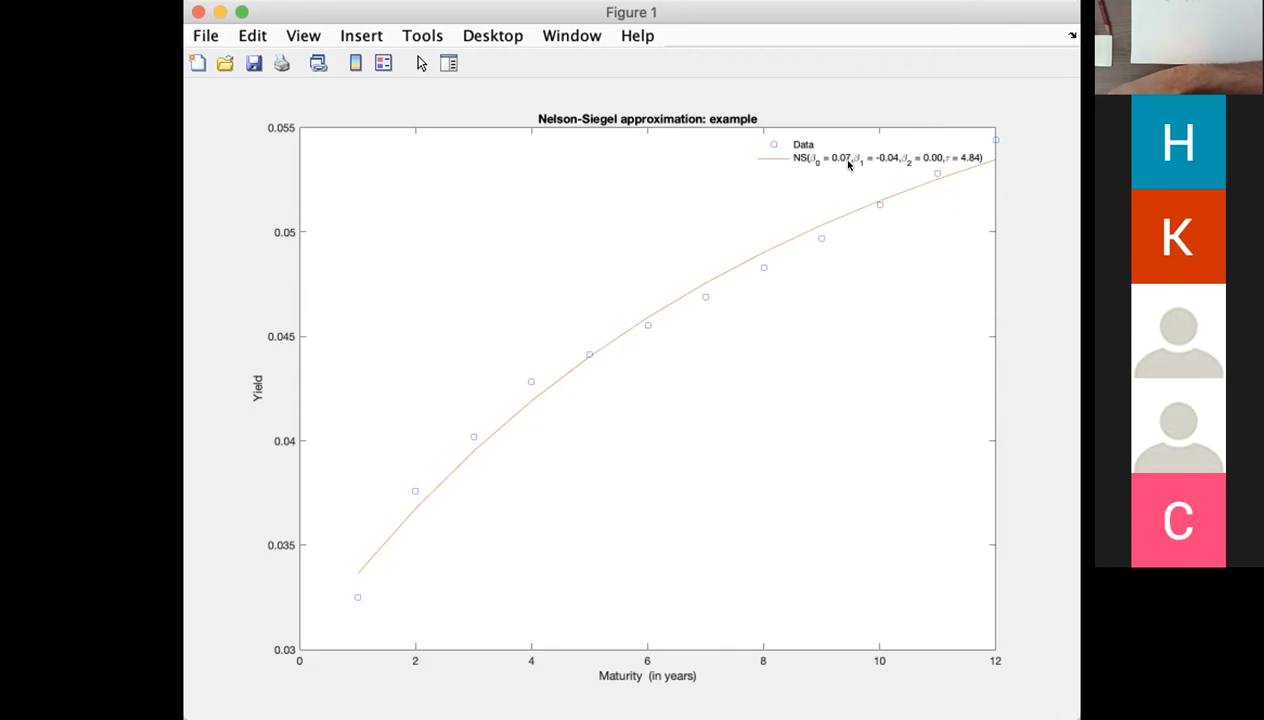 Figure 1
File Edit View Insert Tools Desktop Window Help
Nelson-Siegel approximation: example
Data
NS(β0 = 0.07,β1 = -0.04,β2 = 0.00,τ = 4.84)
0.055
0.05
0.045
0.04
0.035
0.03
Yield
0 2 4 6 8 10 12
Maturity (in years)
H
K
C